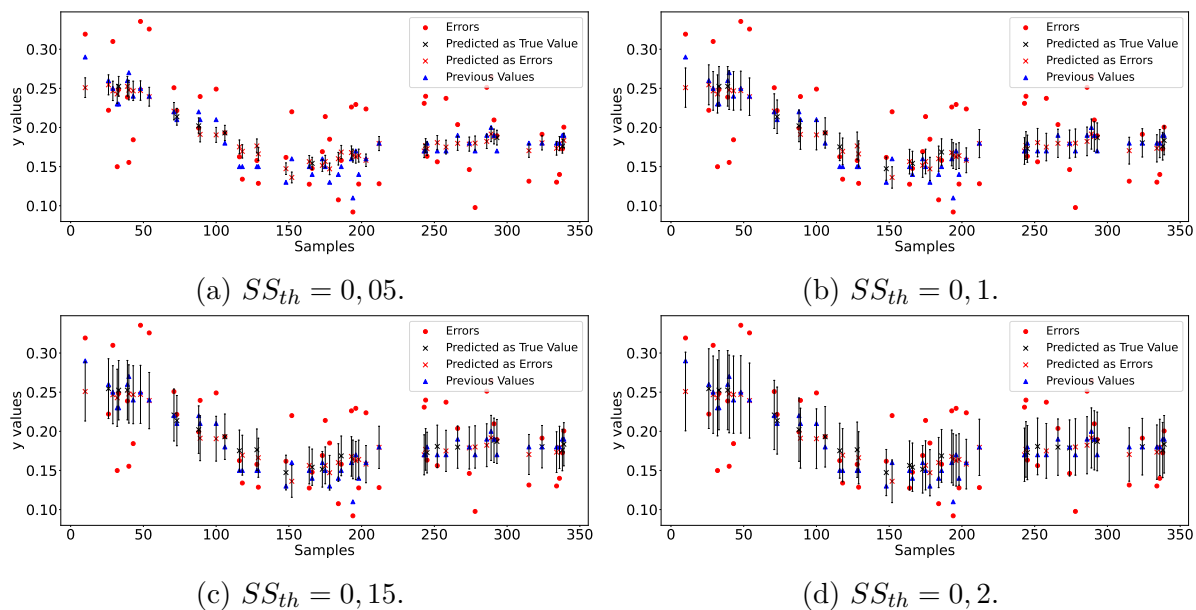 y values
0.30
0.25
0.20
0.15
0.10
Errors
Predicted as True Value
Predicted as Errors
Previous Values
0 50 100 150 200 250 300 350
Samples
(a) SS_th = 0, 05.
y values
0.30
0.25
0.20
0.15
0.10
Errors
Predicted as True Value
Predicted as Errors
Previous Values
0 50 100 150 200 250 300 350
Samples
(b) SS_th = 0, 1.
y values
0.30
0.25
0.20
0.15
0.10
Errors
Predicted as True Value
Predicted as Errors
Previous Values
0 50 100 150 200 250 300 350
Samples
(c) SS_th = 0, 15.
y values
0.30
0.25
0.20
0.15
0.10
Errors
Predicted as True Value
Predicted as Errors
Previous Values
0 50 100 150 200 250 300 350
Samples
(d) SS_th = 0, 2.